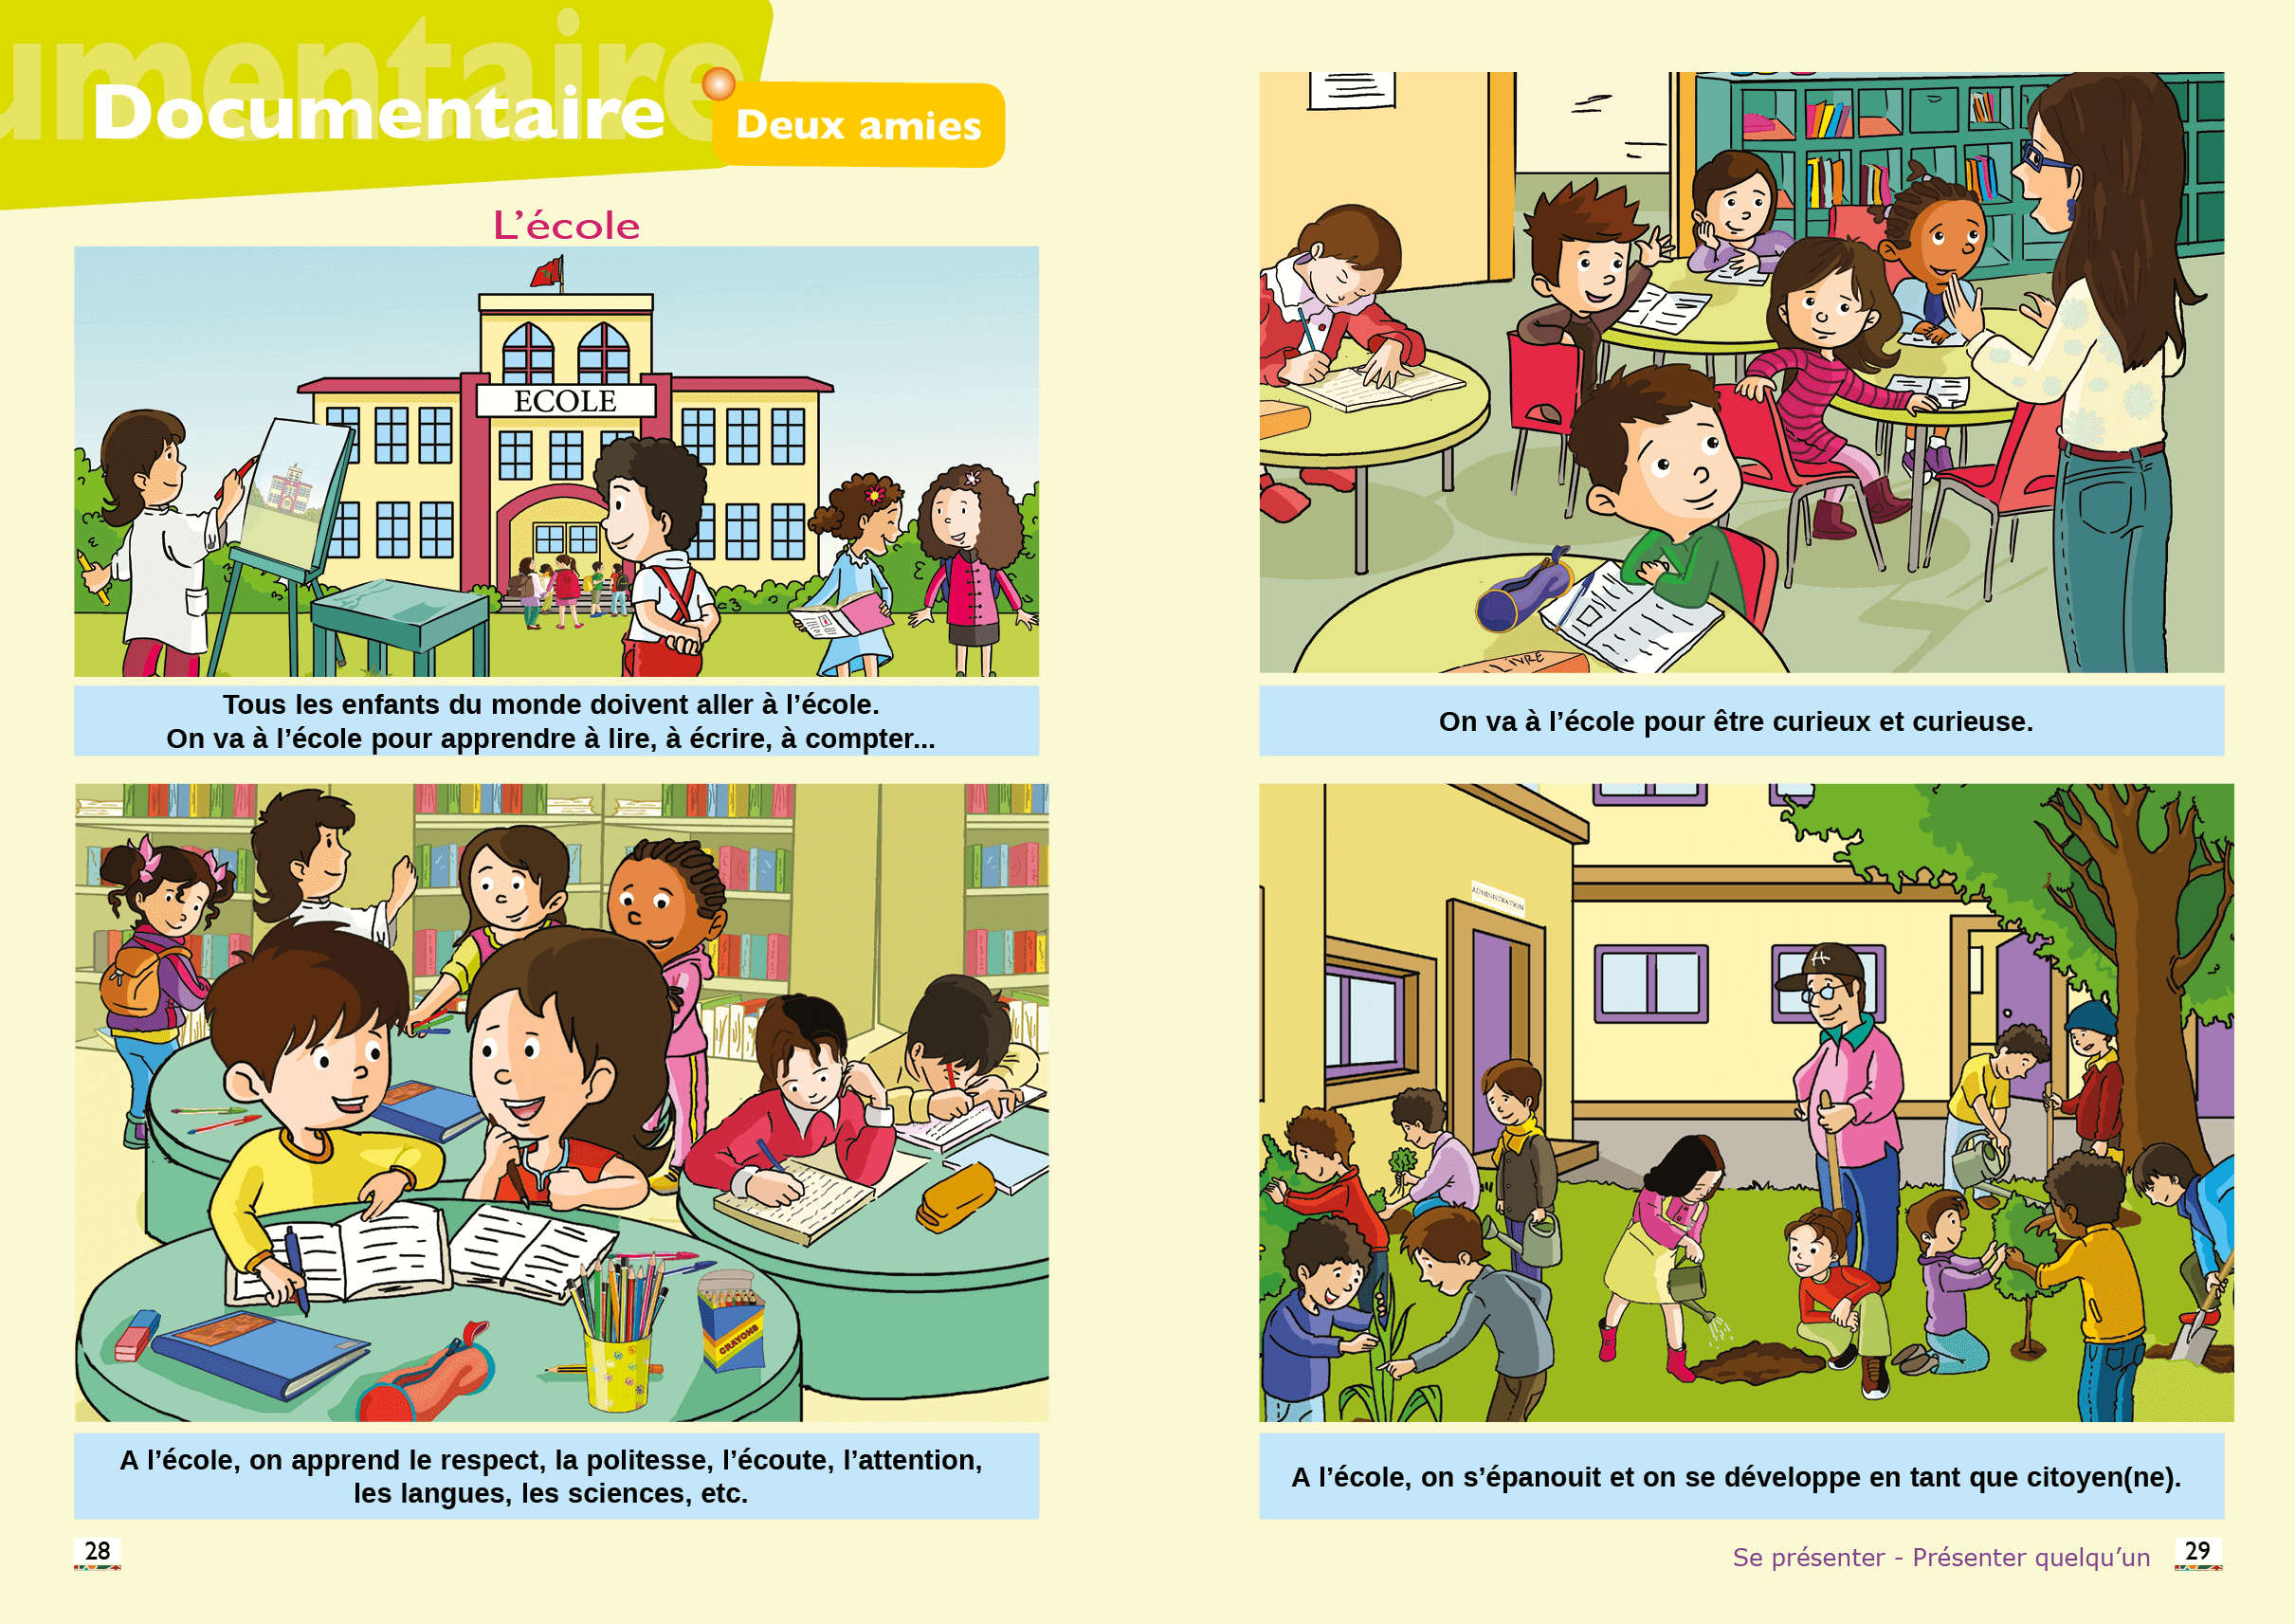 umentaire
Documentaire
Deux amies
L’école
ECOLE
Tous les enfants du monde doivent aller à l’école.
On va à l’école pour apprendre à lire, à écrire, à compter...
CRAYONS
A l’école, on apprend le respect, la politesse, l’écoute, l’attention,
les langues, les sciences, etc.
28
LIVRE
On va à l’école pour être curieux et curieuse.
ADMINISTRATION
A l’école, on s’épanouit et on se développe en tant que citoyen(ne).
Se présenter - Présenter quelqu’un
29